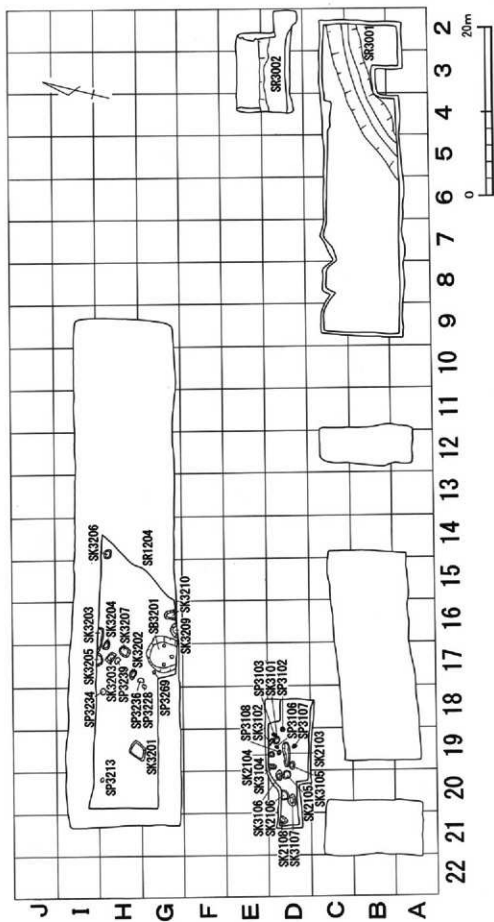 J
I
H
G
F
E
D
C
B
A
22
21
20
19
18
17
16
15
14
13
12
11
10
9
8
7
6
5
4
3
2
0
20m
SR3002
SR3001
SK3206
SR1204
SK3203
SK3204
SK3205
SK3207
SK3202
SB3201
SK3210
SK3209
SP3234
SK3203
SP3239
SP3236
SP3228
SP3269
SP3213
SK3201
SP3103
SK3101
SP3102
SP3108
SK3102
SP3106
SP3107
SK2104
SK3104
SK2103
SK3105
SK2105
SK3106
SK2106
SK2108
SK3107